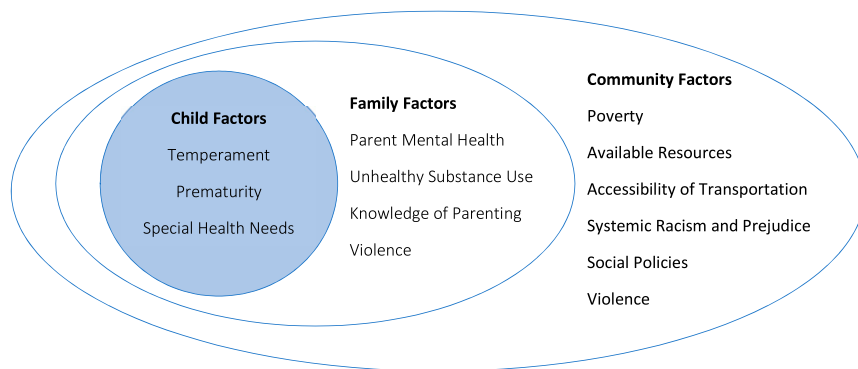 Child Factors
Temperament
Prematurity
Special Health Needs
Family Factors
Parent Mental Health
Unhealthy Substance Use
Knowledge of Parenting
Violence
Community Factors
Poverty
Available Resources
Accessibility of Transportation
Systemic Racism and Prejudice
Social Policies
Violence